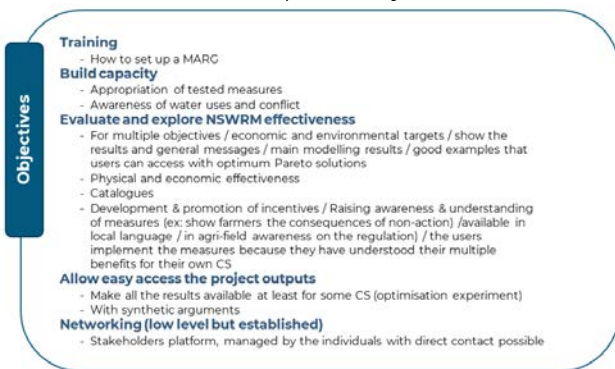 Objectives
Training
- How to set up a MARG
Build capacity
- Appropriation of tested measures
- Awareness of water uses and conflict
Evaluate and explore NSWRM effectiveness
- For multiple objectives / economic and environmental targets / show the
results and general messages / main modelling results / good examples that
users can access with optimum Pareto solutions
- Physical and economic effectiveness
- Catalogues
- Development & promotion of incentives / Raising awareness & understanding
of measures (ex: show farmers the consequences of non-action) /available in
local language / in agri-field awareness on the regulation) / the users
implement the measures because they have understood their multiple
benefits for their own CS
Allow easy access the project outputs
- Make all the results available at least for some CS (optimisation experiment)
- With synthetic arguments
Networking (low level but established)
- Stakeholders platform, managed by the individuals with direct contact possible